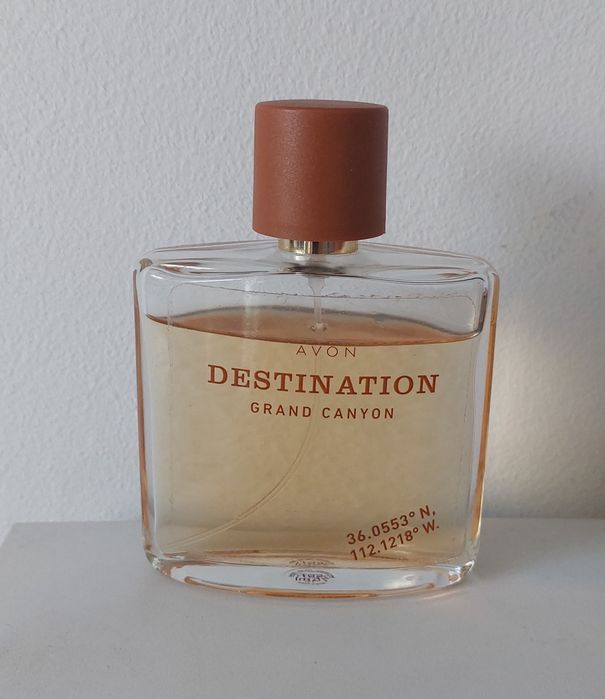 AVON
DESTINATION
GRAND CANYON
36.0553° N,
112.1218° W.